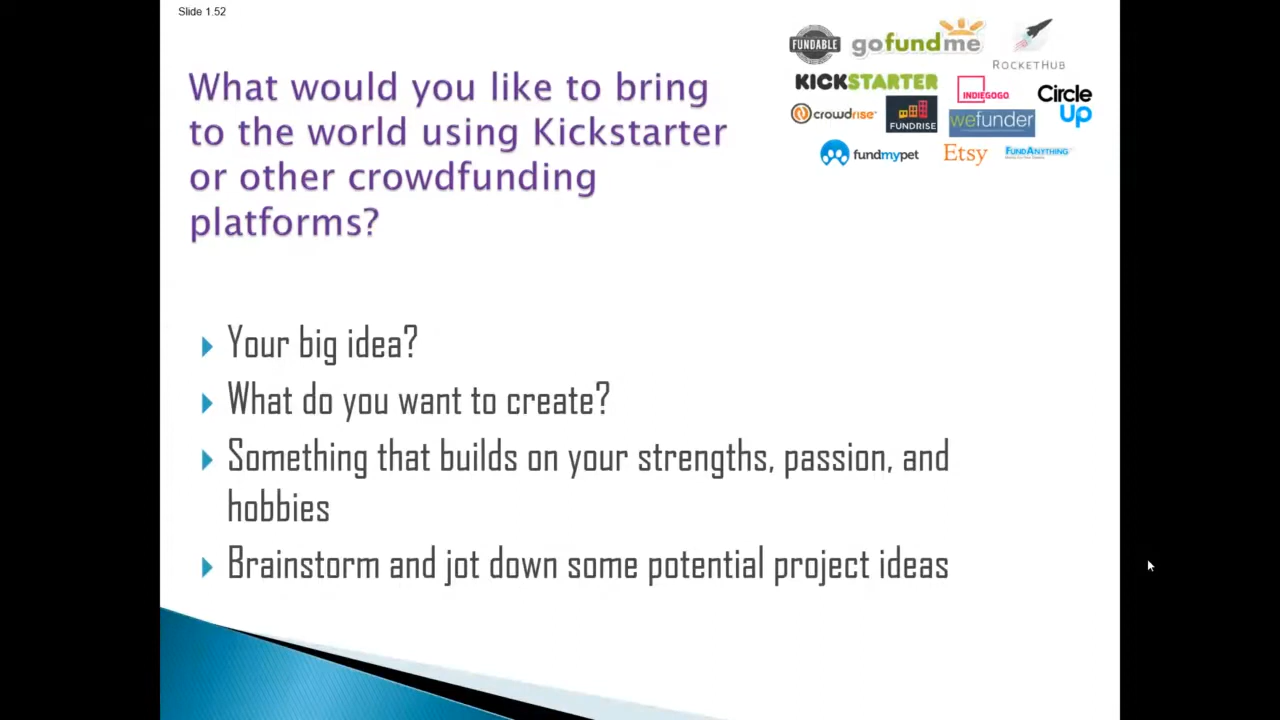 Slide 1.52
What would you like to bring
to the world using Kickstarter
or other crowdfunding
platforms?
FUNDABLE
gofundme
ROCKETHUB
KICKSTARTER
INDIEGOGO
Circle
Up
crowdrise
FUNDRISE
wefunder
fundmypet
Etsy
FUNDANYTHING
Your big idea?
What do you want to create?
Something that builds on your strengths, passion, and
hobbies
Brainstorm and jot down some potential project ideas